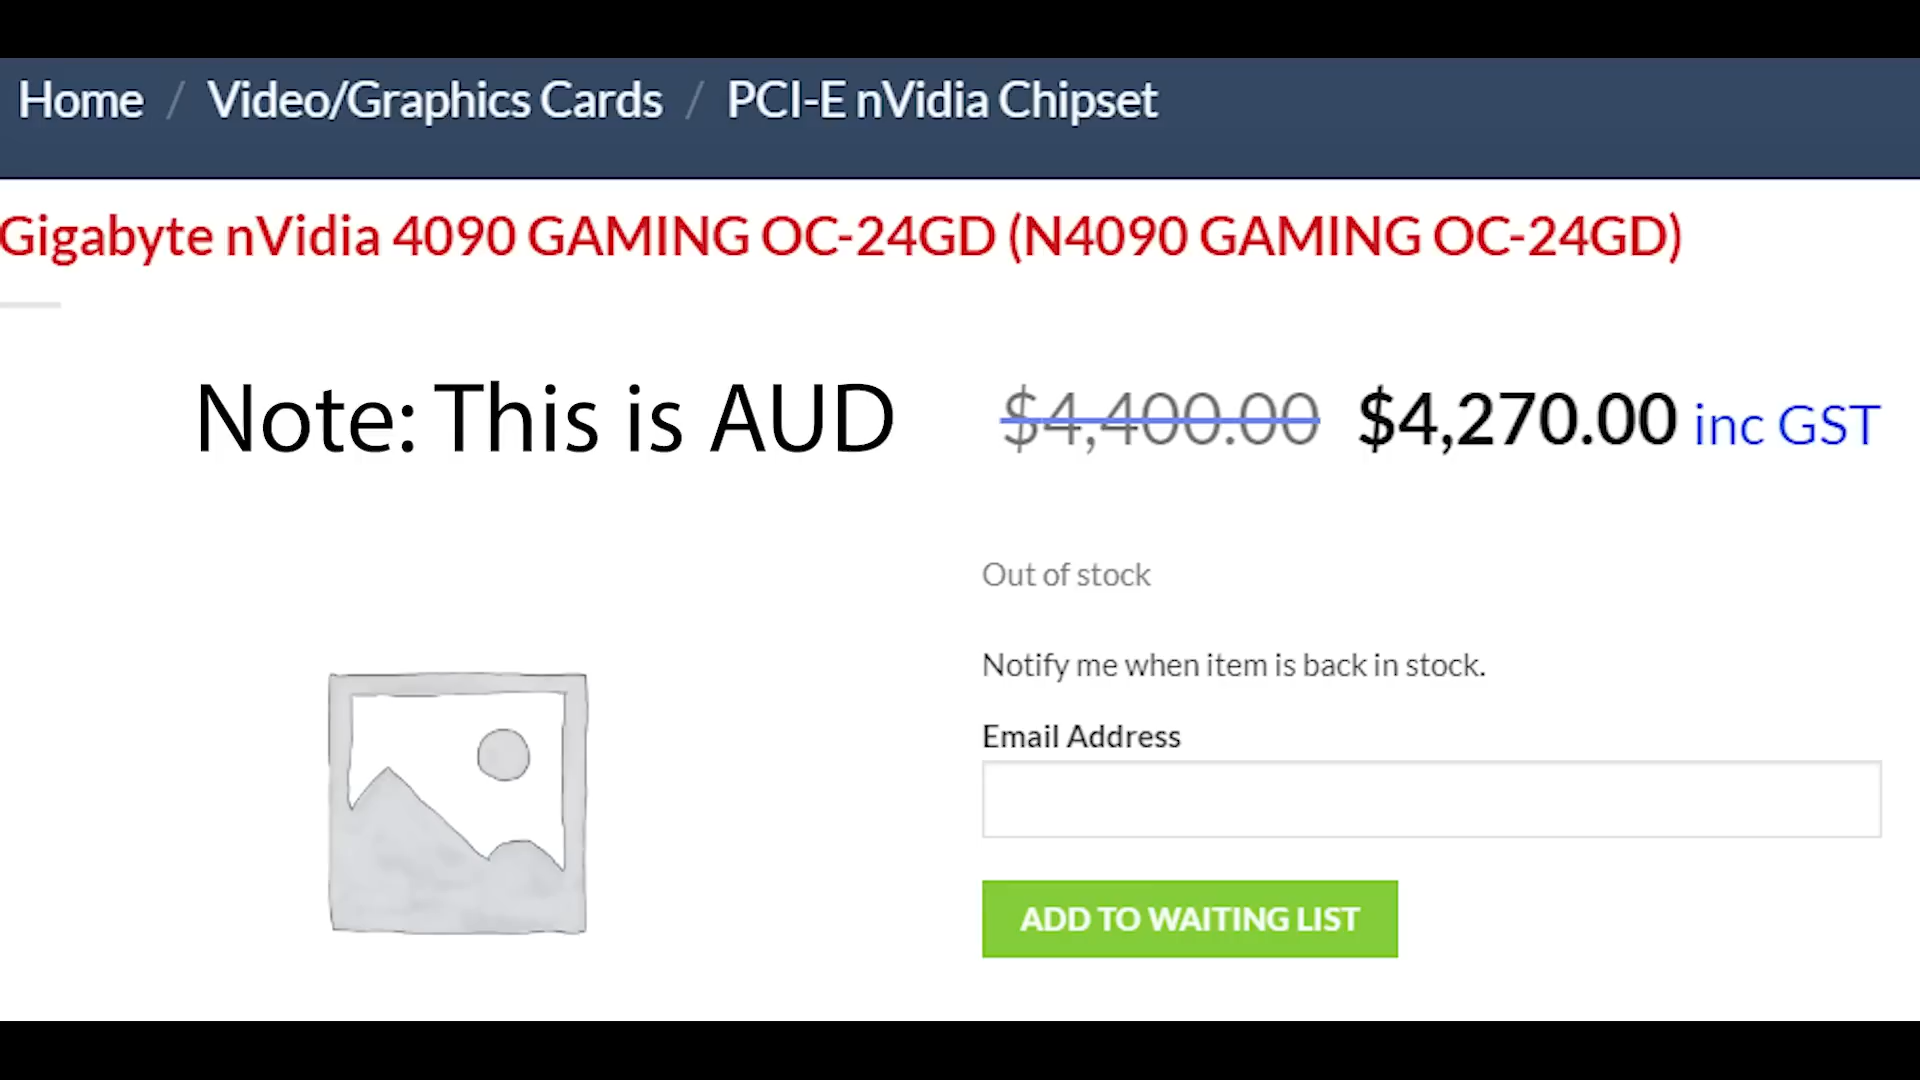 Home / Video/Graphics Cards / PCI-E nVidia Chipset
Gigabyte nVidia 4090 GAMING OC-24GD (N4090 GAMING OC-24GD)
Note: This is AUD
$4,400.00 $4,270.00 inc GST
Out of stock
Notify me when item is back in stock.
Email Address
ADD TO WAITING LIST